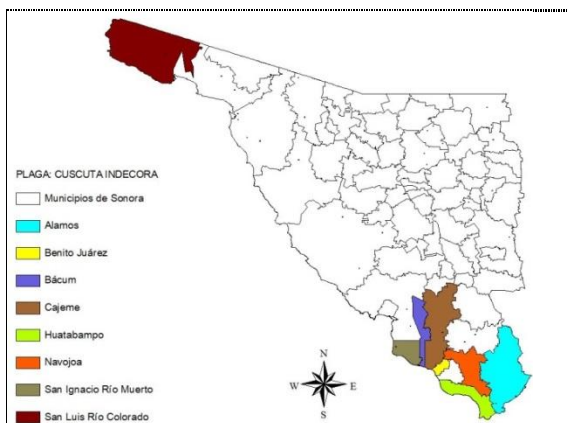 PLAGA: CUSCUTA INDECORA
Municipios de Sonora
Alamos
Benito Juárez
Bácum
Cajeme
Huatabampo
Navojoa
San Ignacio Río Muerto
San Luis Río Colorado
N
W E
S